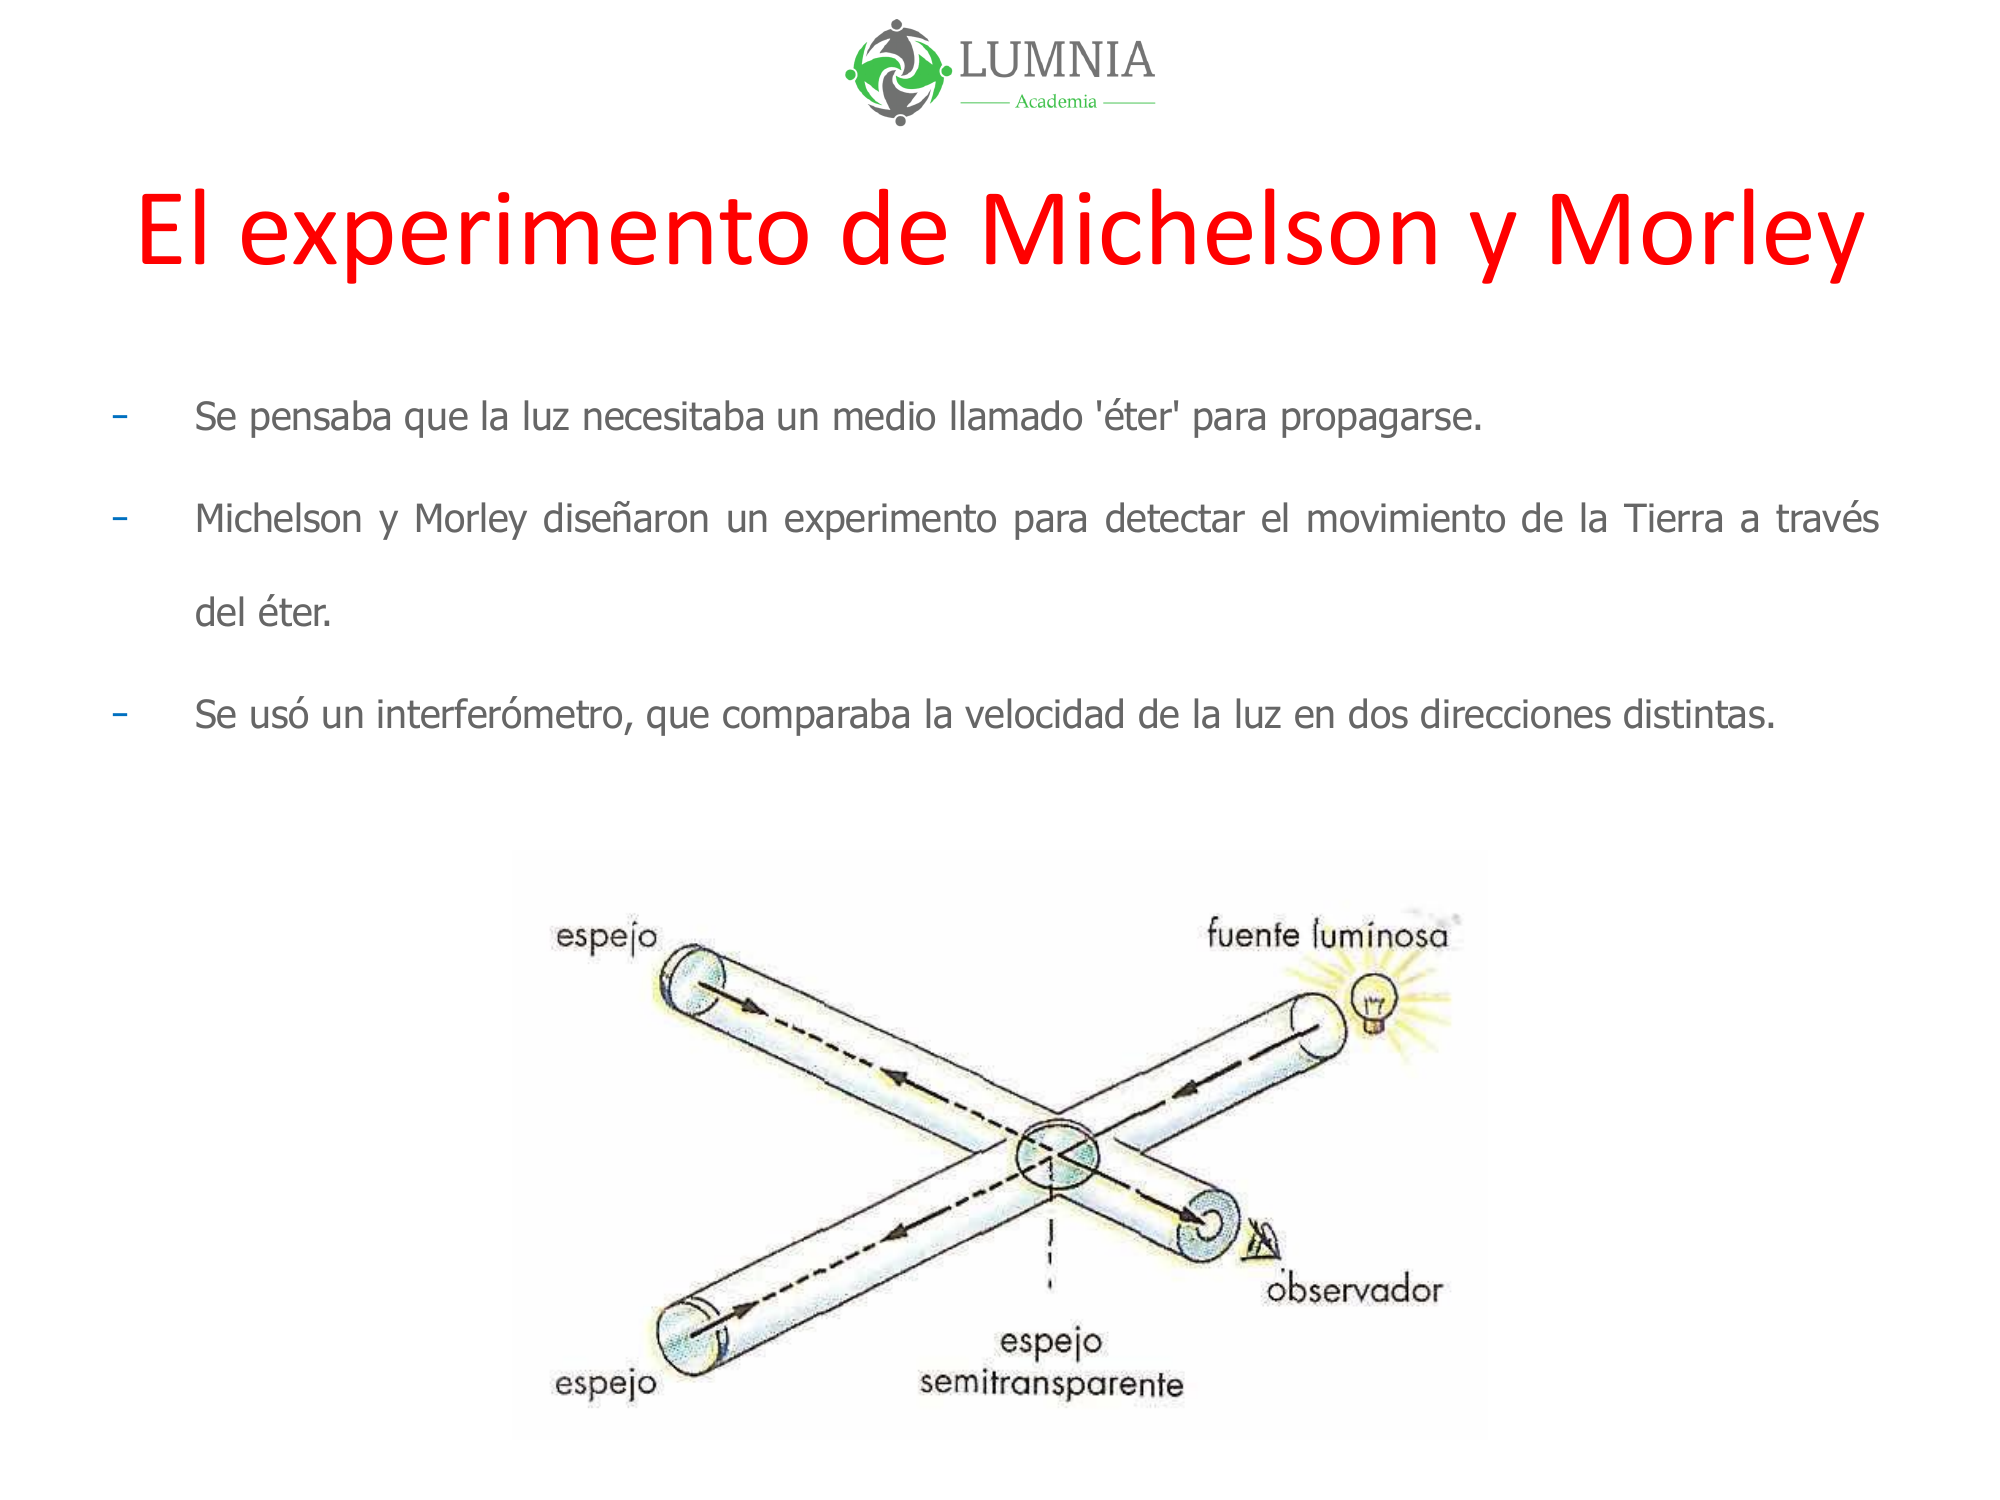 LUMNIA
Academia
El experimento de Michelson y Morley
- Se pensaba que la luz necesitaba un medio llamado 'éter' para propagarse.
- Michelson y Morley diseñaron un experimento para detectar el movimiento de la Tierra a través
del éter.
- Se usó un interferómetro, que comparaba la velocidad de la luz en dos direcciones distintas.
espejo
fuente luminosa
observador
espejo
semitransparente
espejo